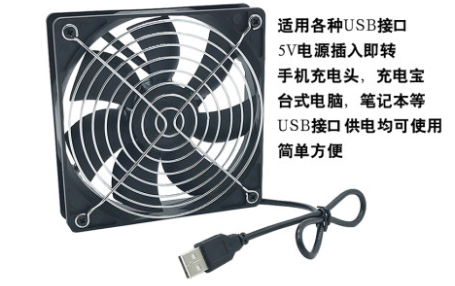 适用各种USB接口
5V电源插入即转
手机充电头，充电宝
台式电脑，笔记本等
USB接口供电均可使用
简单方便